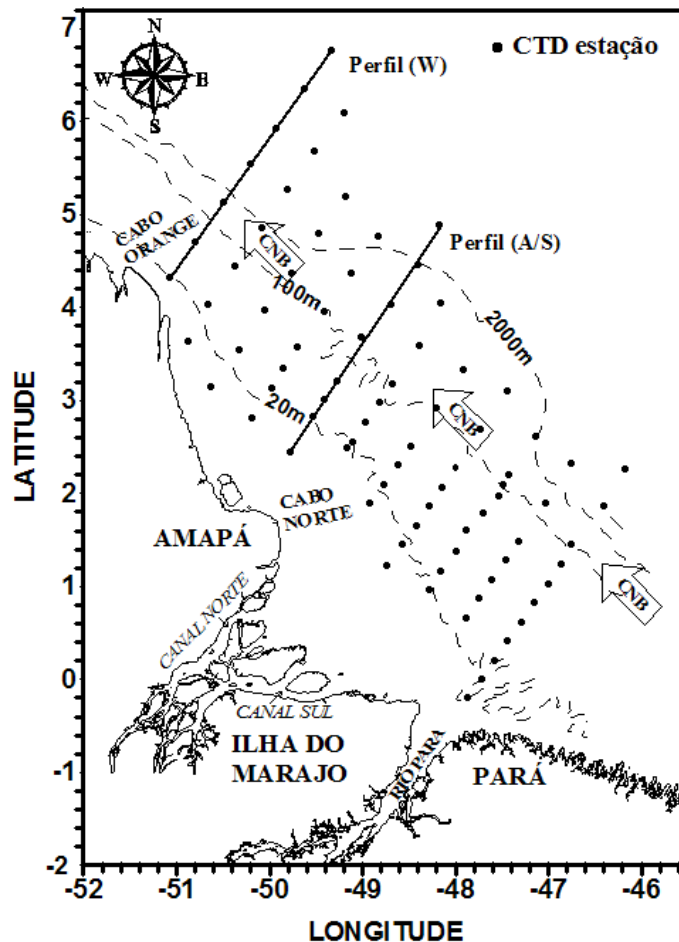 7
6
5
4
3
2
1
0
-1
-2
LATITUDE
N
W
E
S
CTD estação
Perfil (W)
CABO
ORANGE
CNB
100m
Perfil (A/S)
2000m
20m
CNB
CABO
NORTE
AMAPÁ
CNB
CANAL NORTE
CANAL SUL
ILHA DO
MARAJO
RIO PARA
PARÁ
-52 -51 -50 -49 -48 -47 -46
LONGITUDE